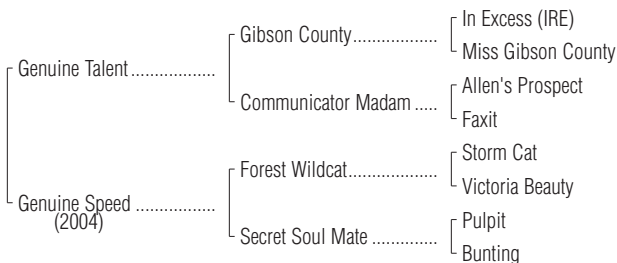 In Excess (IRE)
Gibson County.................
Miss Gibson County
Genuine Talent.................
Allen's Prospect
Communicator Madam .....
Faxit
Storm Cat
Forest Wildcat..................
Victoria Beauty
Genuine Speed ................
(2004)
Pulpit
Secret Soul Mate .............
Bunting